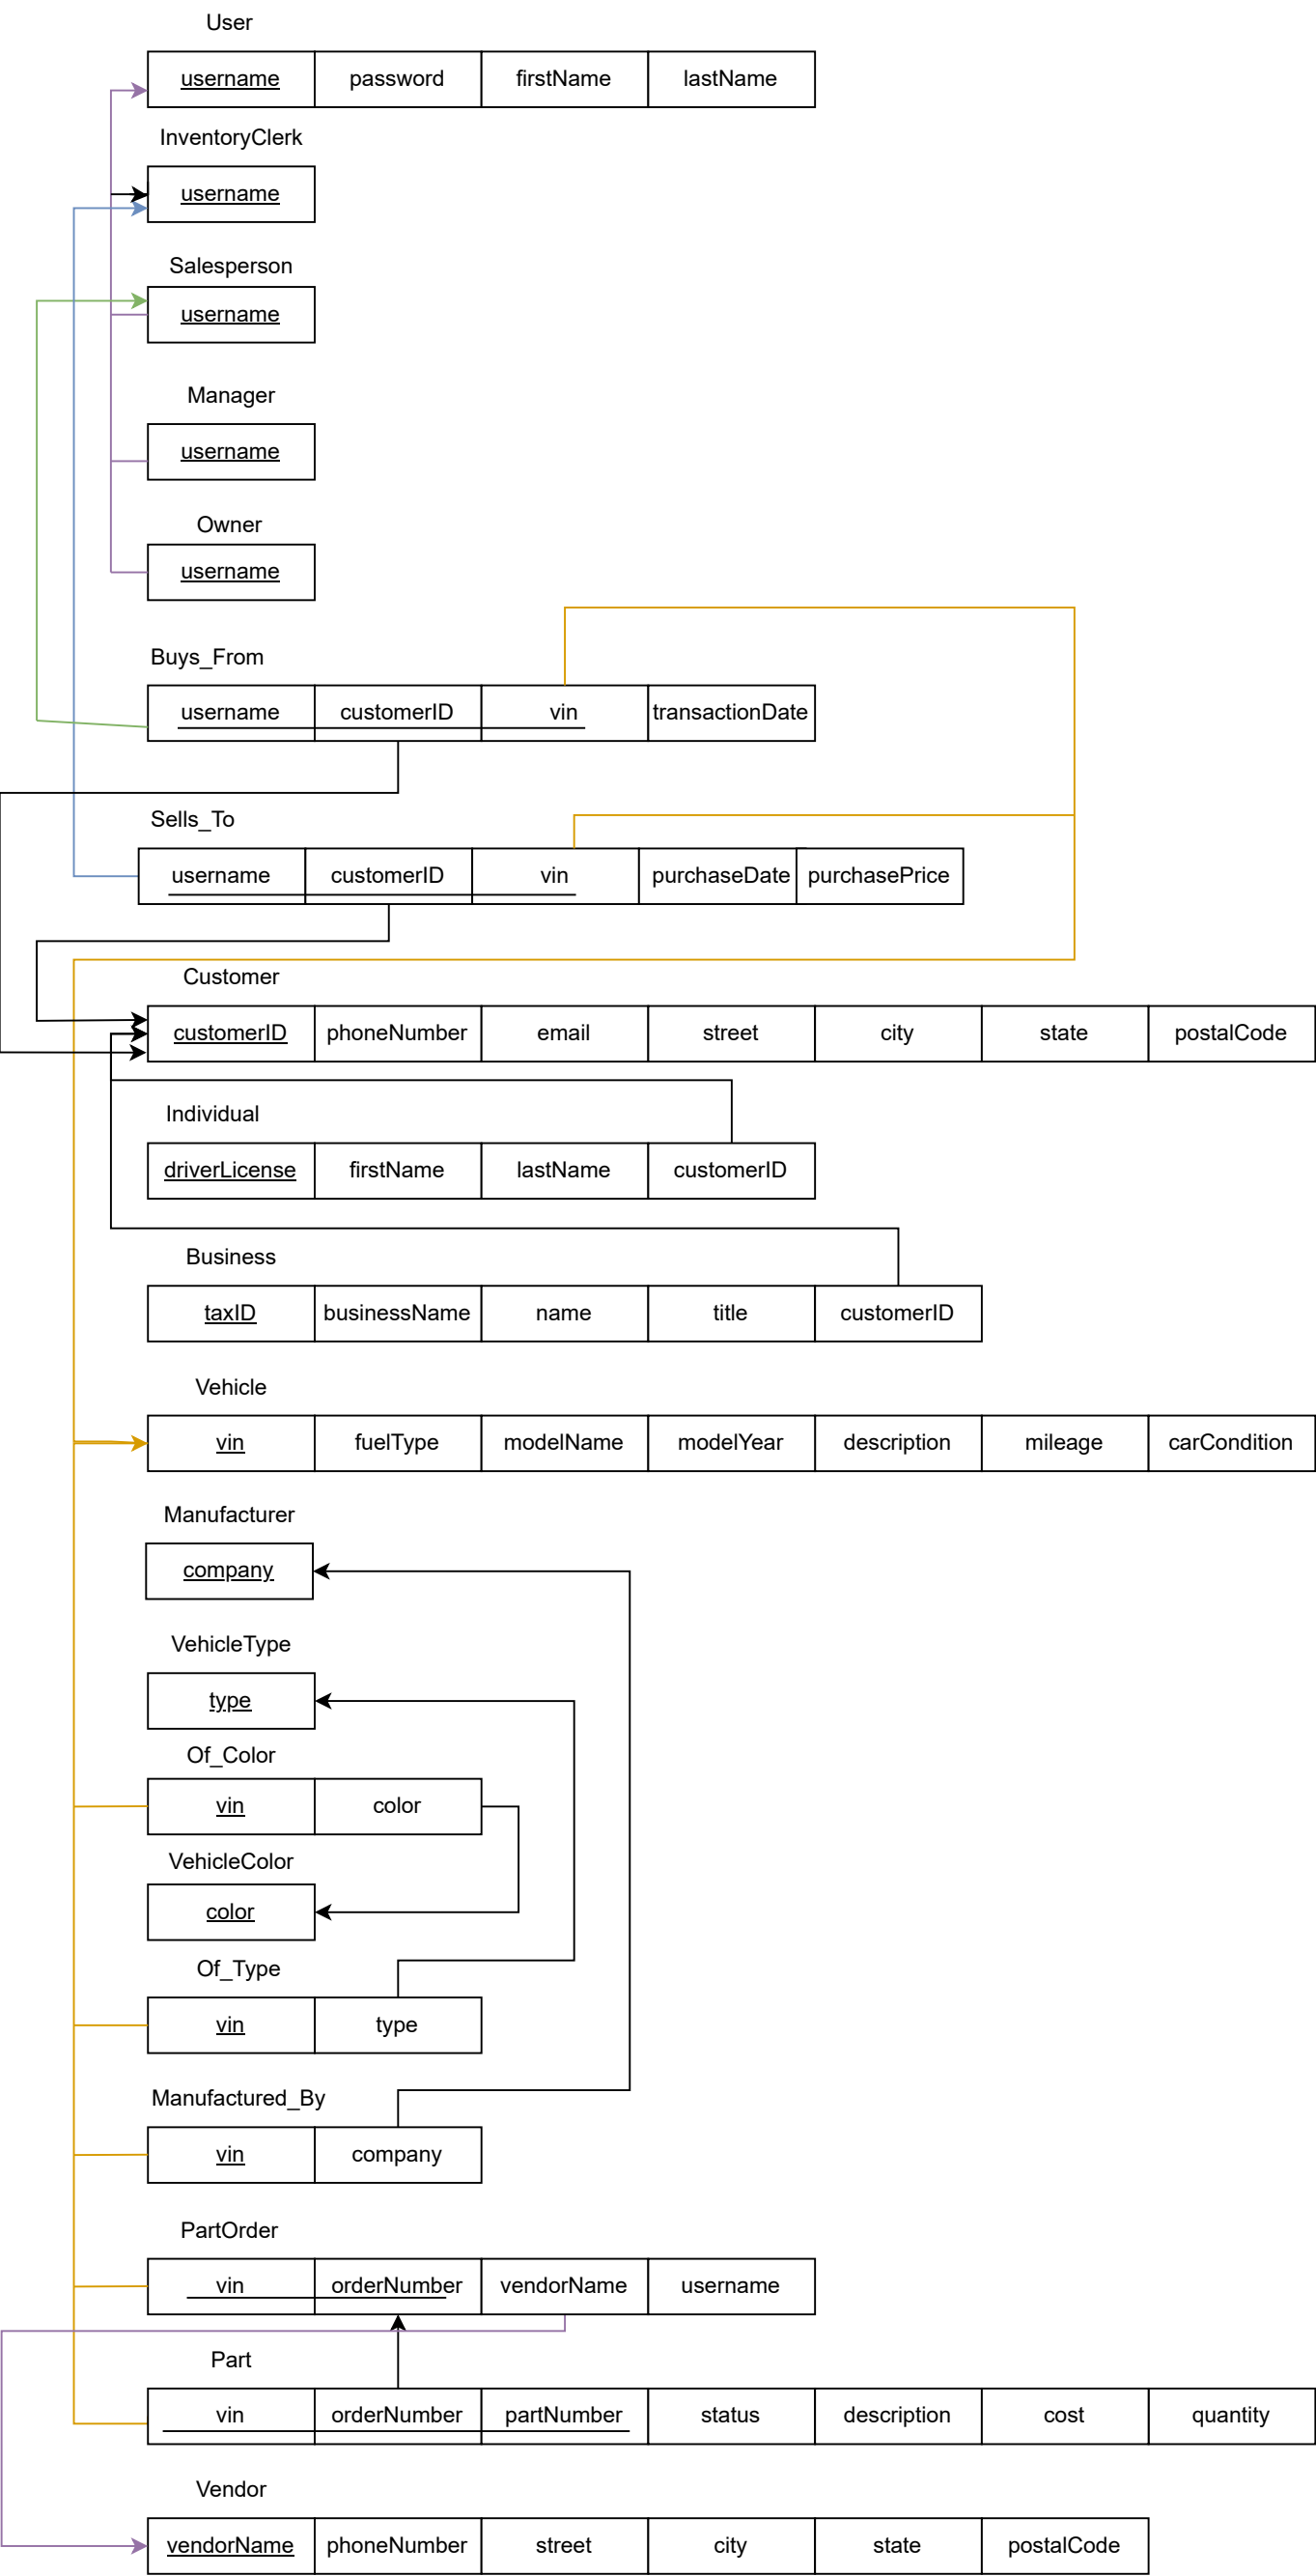 User
username password firstName lastName
InventoryClerk
username
Salesperson
username
Manager
username
Owner
username
Buys_From
username customerID vin transactionDate
Sells_To
username customerID vin purchaseDate purchasePrice
Customer
customerID phoneNumber email street city state postalCode
Individual
driverLicense firstName lastName customerID
Business
taxID businessName name title customerID
Vehicle
vin fuelType modelName modelYear description mileage carCondition
Manufacturer
company
VehicleType
type
Of_Color
vin color
VehicleColor
color
Of_Type
vin type
Manufactured_By
vin company
PartOrder
vin orderNumber vendorName username
Part
vin orderNumber partNumber status description cost quantity
Vendor
vendorName phoneNumber street city state postalCode